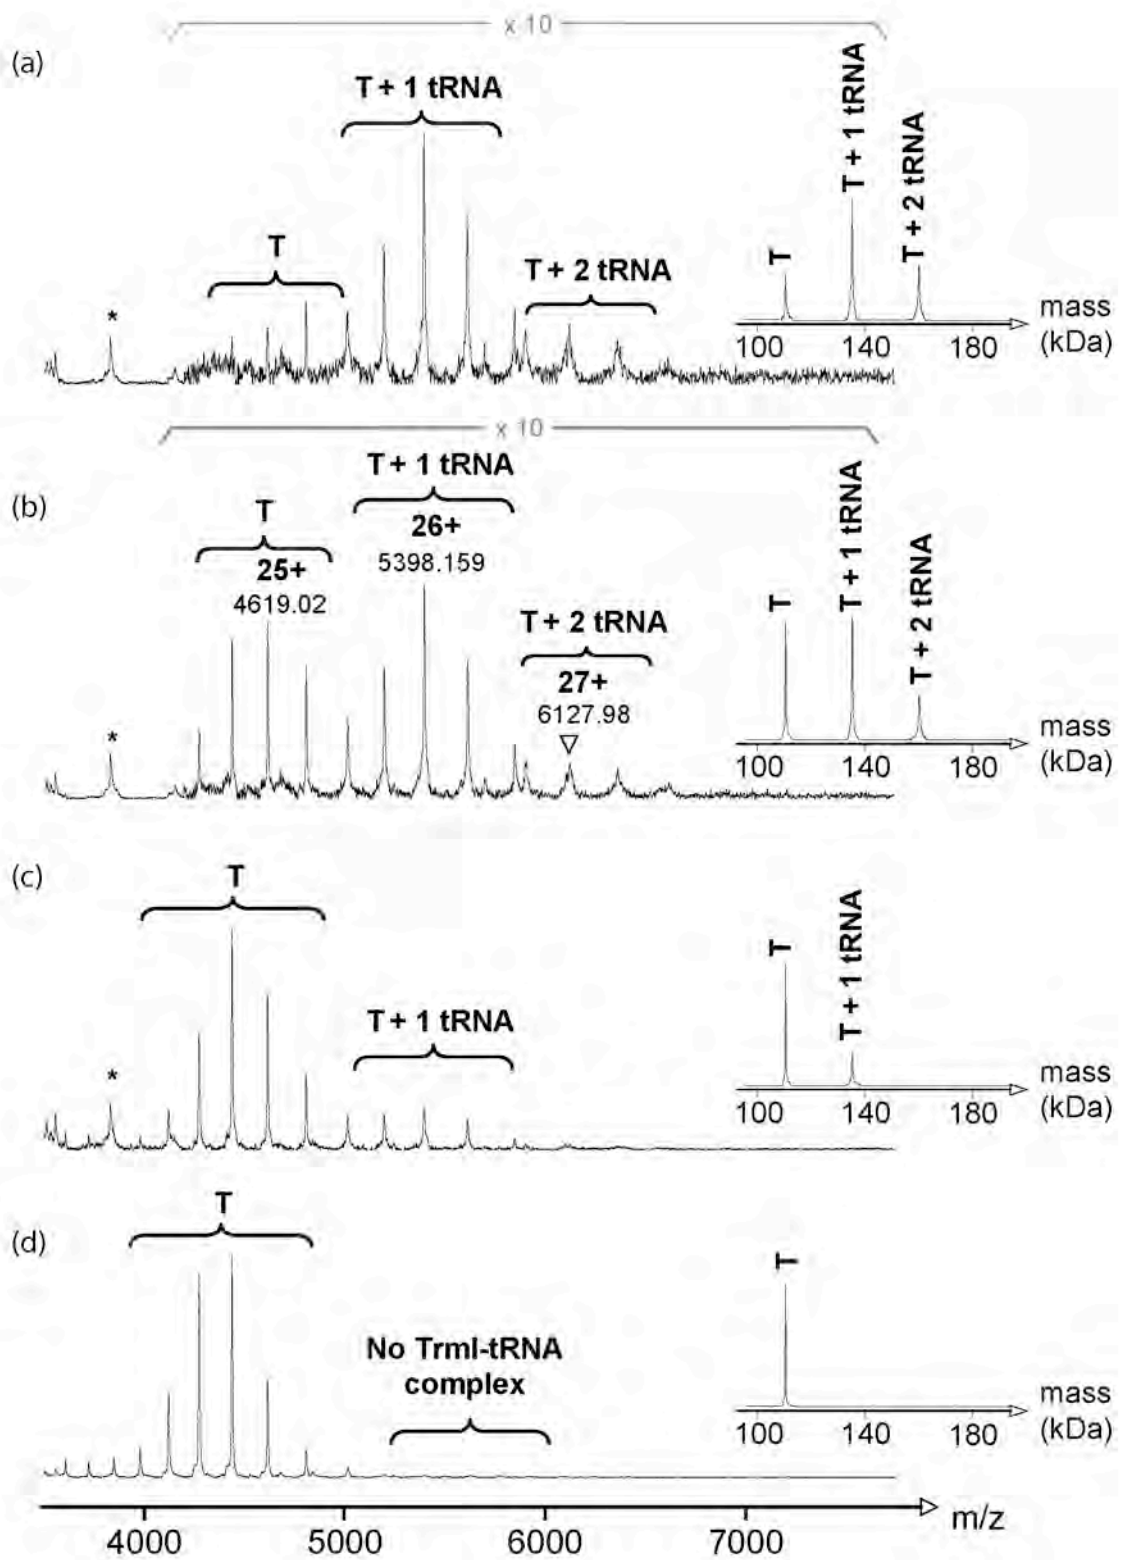 x 10
(a)
T + 1 tRNA
T
*
T + 2 tRNA
T
T + 1 tRNA
T + 2 tRNA
mass
(kDa)
100 140 180
x 10
(b)
T + 1 tRNA
T
26+
5398.159
25+
4619.02
T + 2 tRNA
27+
6127.98
*
T
T + 1 tRNA
T + 2 tRNA
mass
(kDa)
100 140 180
(c)
T
T + 1 tRNA
*
T
T + 1 tRNA
mass
(kDa)
100 140 180
(d)
T
No TrmI-tRNA
complex
T
mass
(kDa)
100 140 180
4000 5000 6000 7000
m/z